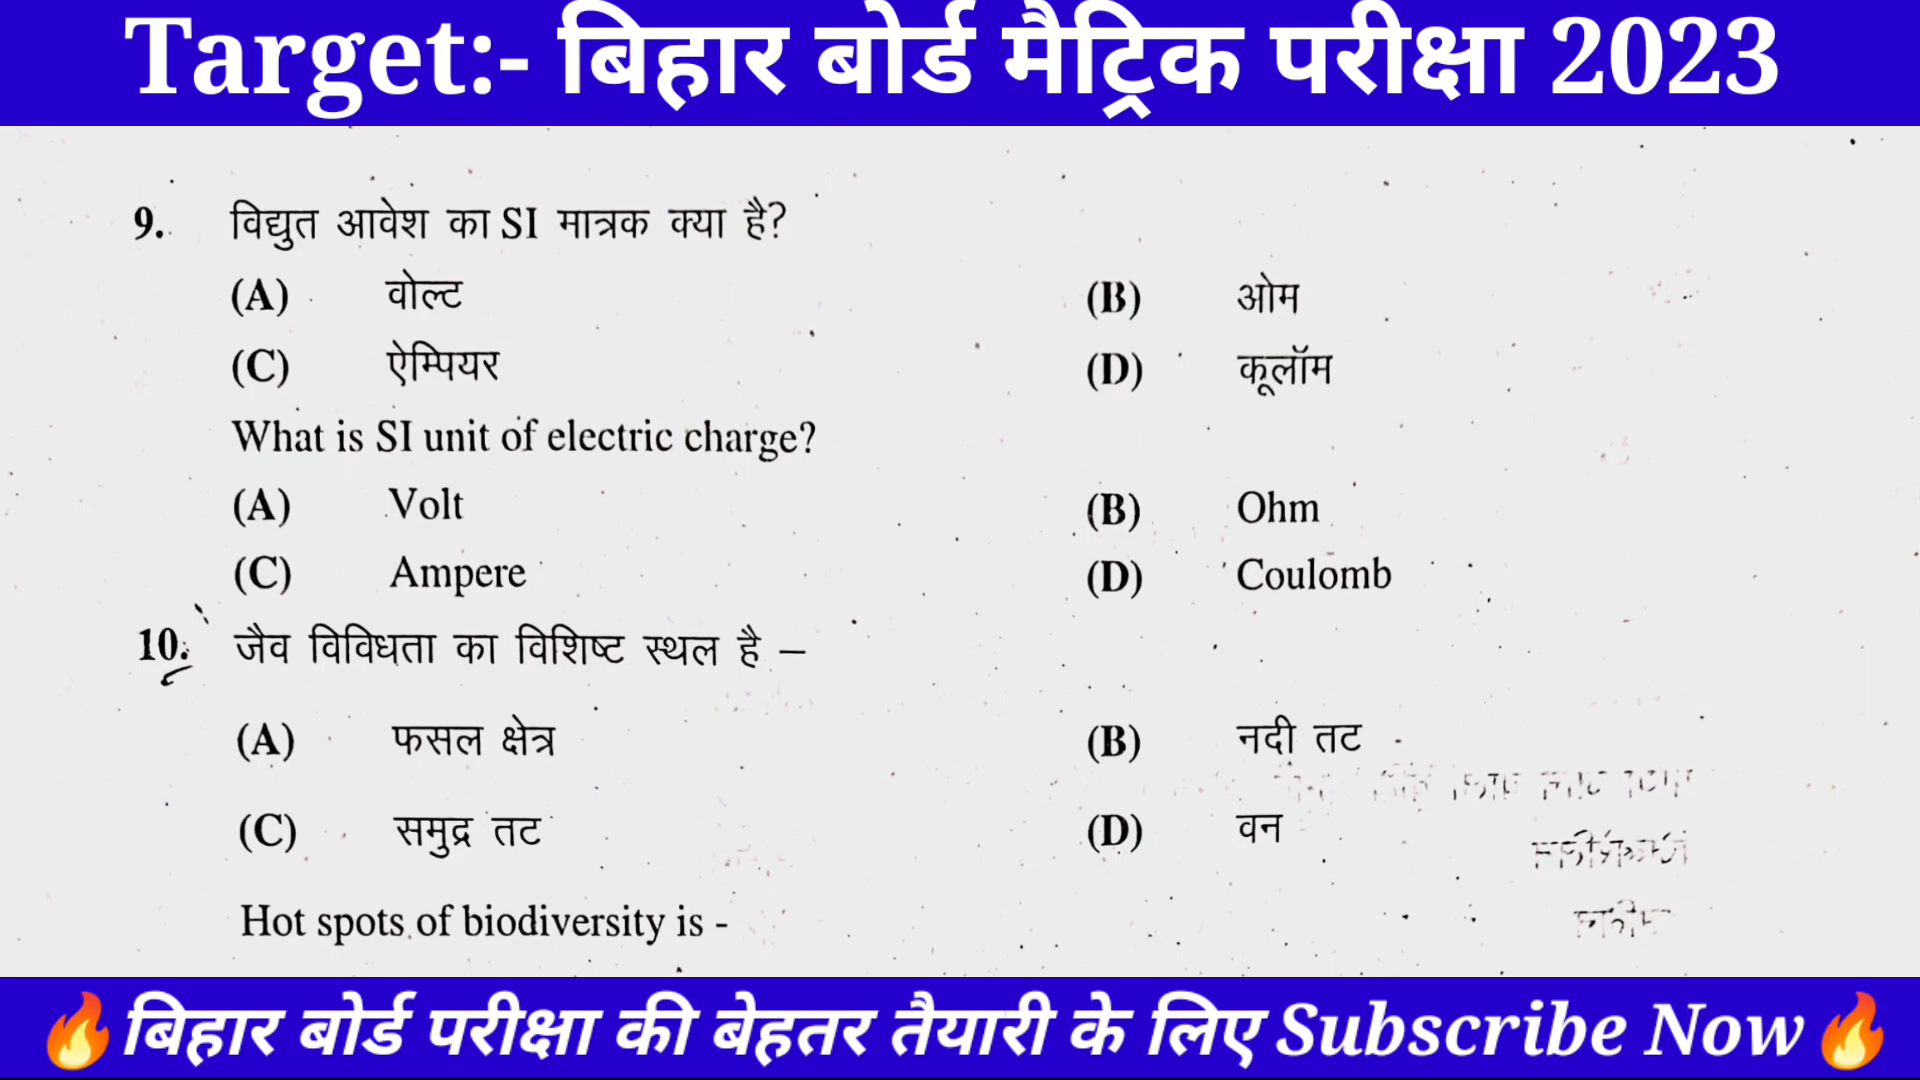 Target:- बिहार बोर्ड मैट्रिक परीक्षा 2023
9. विद्युत आवेश का SI मात्रक क्या है?
(A) वोल्ट (B) ओम
(C) ऐम्पियर (D) कूलॉम
What is SI unit of electric charge?
(A) Volt (B) Ohm
(C) Ampere (D) Coulomb
10. जैव विविधता का विशिष्ट स्थल है –
(A) फसल क्षेत्र (B) नदी तट
(C) समुद्र तट (D) वन
Hot spots of biodiversity is -
🔥बिहार बोर्ड परीक्षा की बेहतर तैयारी के लिए Subscribe Now🔥